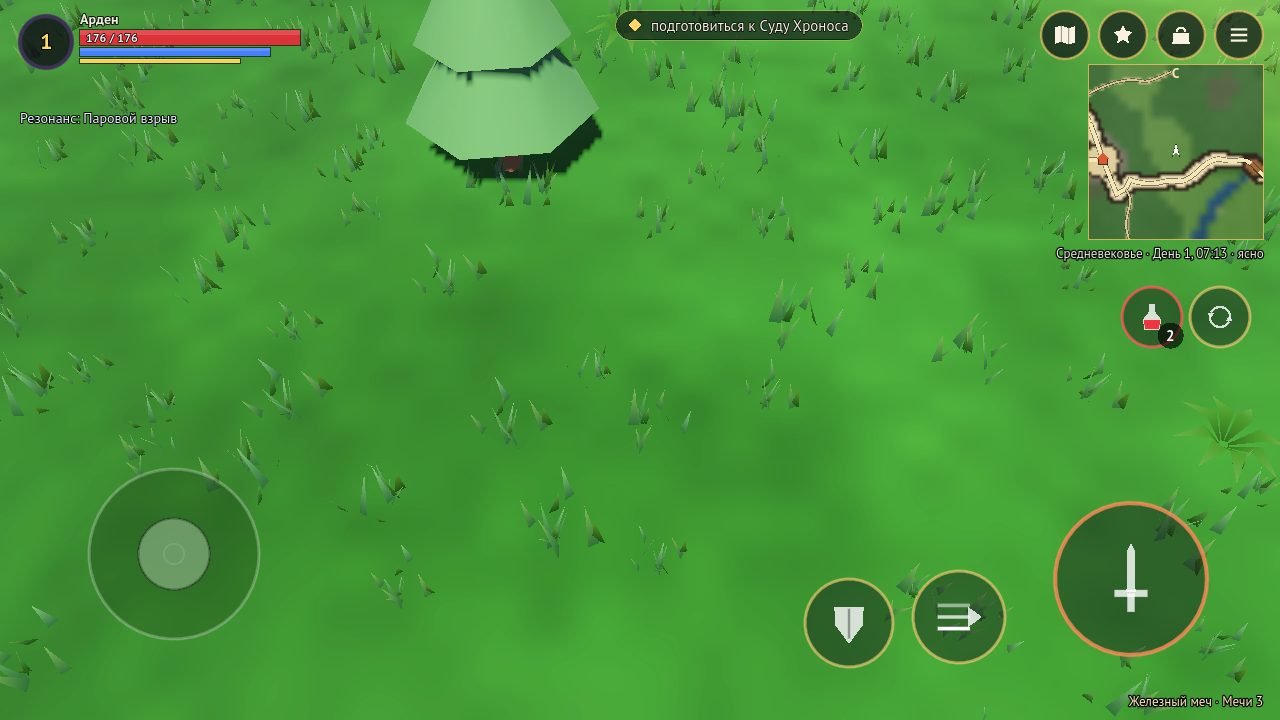 1
Арден
176 / 176
Резонанс: Паровой взрыв
подготовиться к Суду Хроноса
С
Средневековье · День 1, 07:13 · ясно
2
Железный меч · Мечи 3